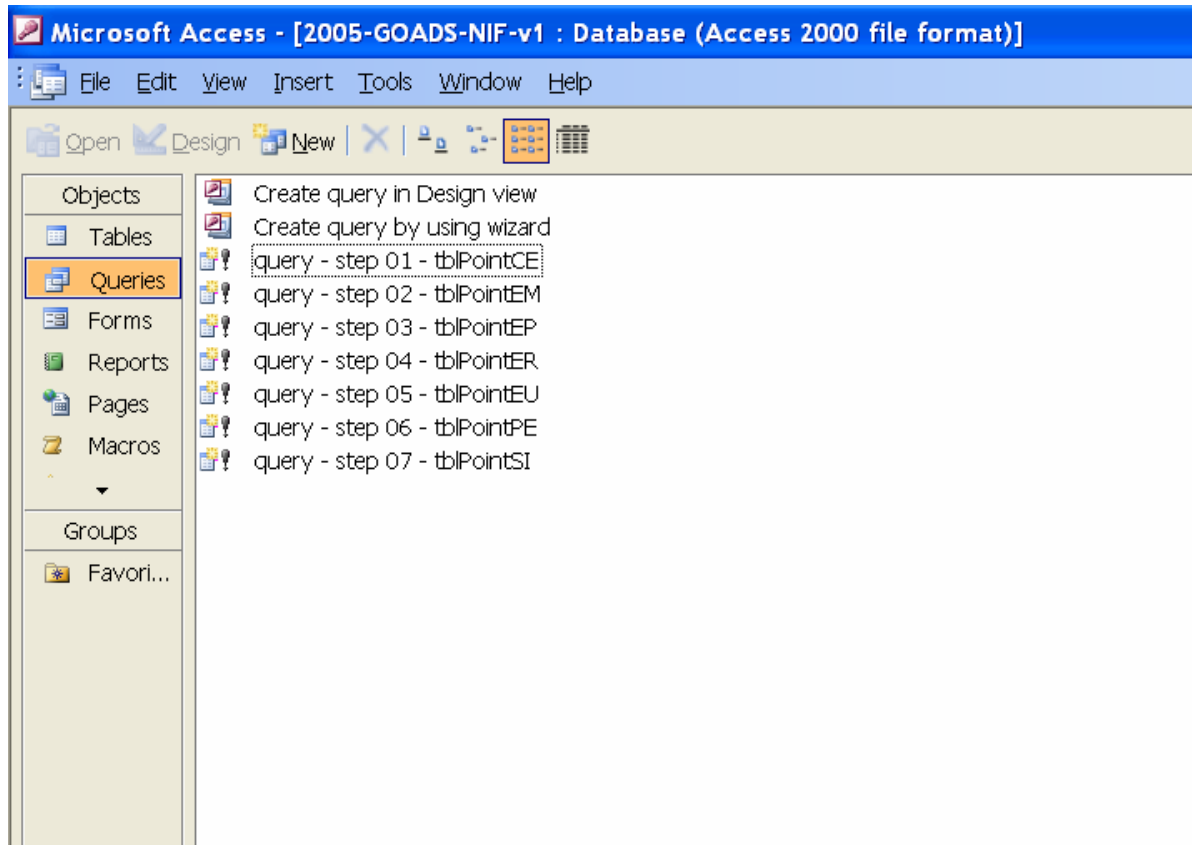 Microsoft Access - [2005-GOADS-NIF-v1 : Database (Access 2000 file format)]
File Edit View Insert Tools Window Help
Open Design New
Objects
Tables
Queries
Forms
Reports
Pages
Macros
Groups
Favori...
Create query in Design view
Create query by using wizard
query - step 01 - tblPointCE
query - step 02 - tblPointEM
query - step 03 - tblPointEP
query - step 04 - tblPointER
query - step 05 - tblPointEU
query - step 06 - tblPointPE
query - step 07 - tblPointSI